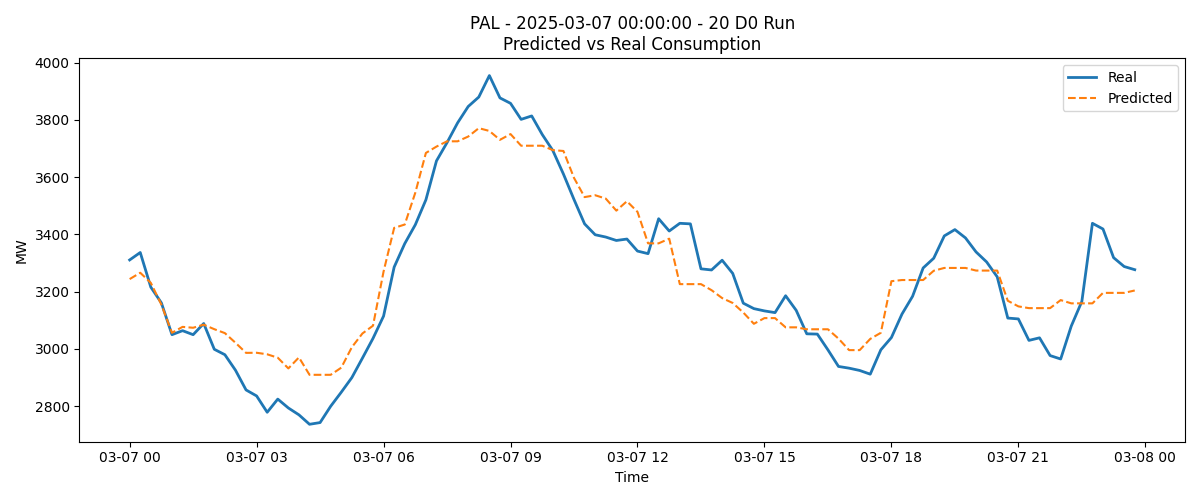 PAL - 2025-03-07 00:00:00 - 20 D0 Run
Predicted vs Real Consumption
Real
Predicted
MW
4000
3800
3600
3400
3200
3000
2800
03-07 00
03-07 03
03-07 06
03-07 09
03-07 12
03-07 15
03-07 18
03-07 21
03-08 00
Time